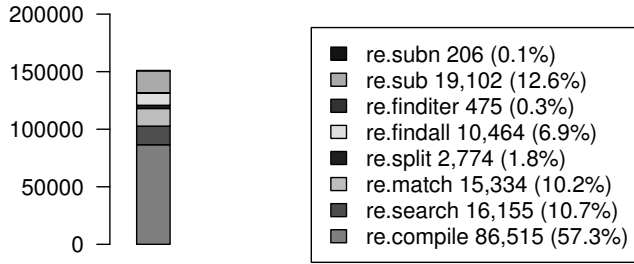 200000
150000
100000
50000
0
re.subn 206 (0.1%)
re.sub 19,102 (12.6%)
re.finditer 475 (0.3%)
re.findall 10,464 (6.9%)
re.split 2,774 (1.8%)
re.match 15,334 (10.2%)
re.search 16,155 (10.7%)
re.compile 86,515 (57.3%)